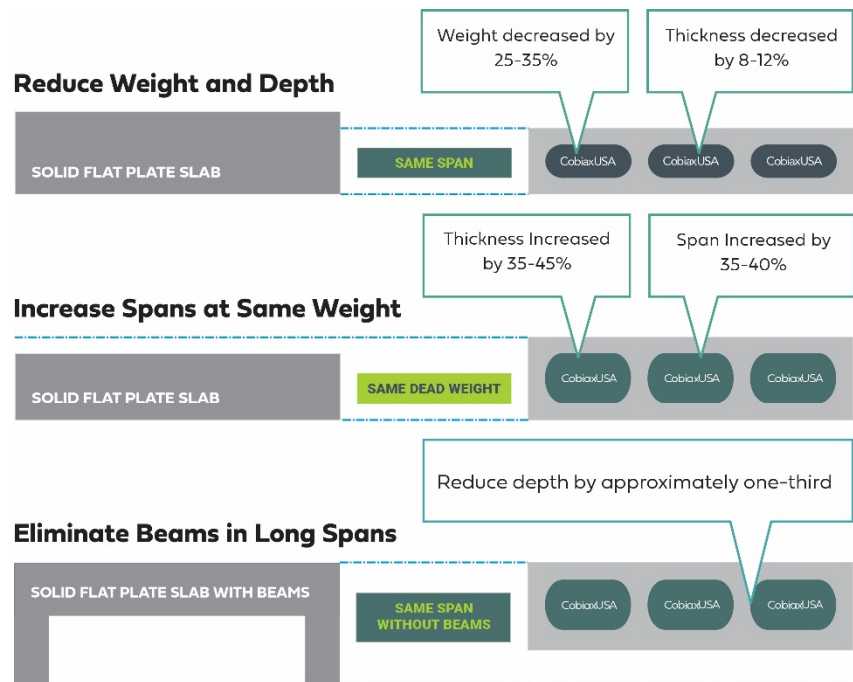 Weight decreased by
25-35%
Thickness decreased
by 8-12%
Reduce Weight and Depth
SOLID FLAT PLATE SLAB
SAME SPAN
CobiaxUSA
CobiaxUSA
CobiaxUSA
Thickness Increased
by 35-45%
Span Increased by
35-40%
Increase Spans at Same Weight
SOLID FLAT PLATE SLAB
SAME DEAD WEIGHT
CobiaxUSA
CobiaxUSA
CobiaxUSA
Reduce depth by approximately one-third
Eliminate Beams in Long Spans
SOLID FLAT PLATE SLAB WITH BEAMS
SAME SPAN
WITHOUT BEAMS
CobiaxUSA
CobiaxUSA
CobiaxUSA